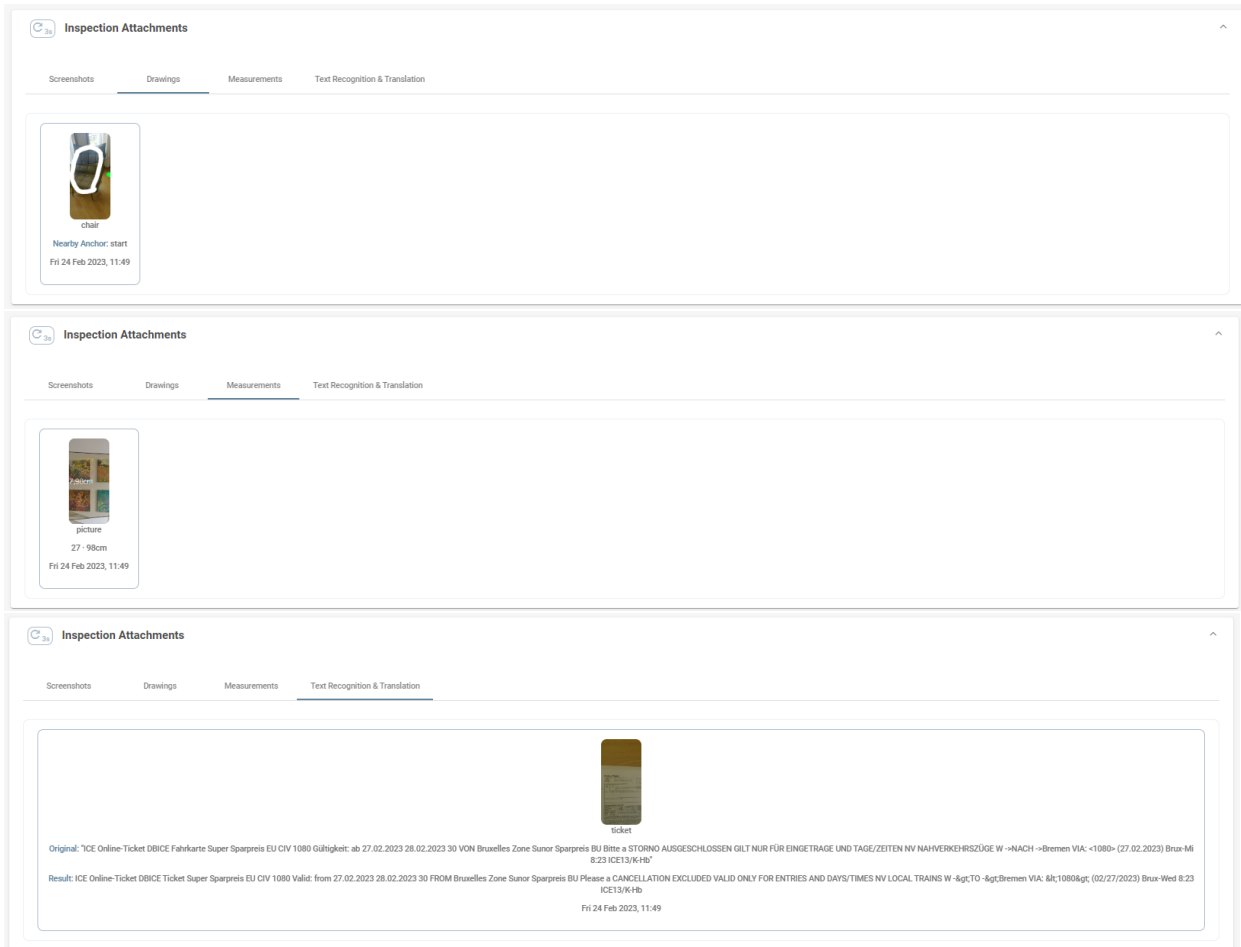 3s Inspection Attachments
Screenshots Drawings Measurements Text Recognition & Translation
chair
Nearby Anchor: start
Fri 24 Feb 2023, 11:49
3s Inspection Attachments
Screenshots Drawings Measurements Text Recognition & Translation
7,98cm
picture
27 - 98cm
Fri 24 Feb 2023, 11:49
3s Inspection Attachments
Screenshots Drawings Measurements Text Recognition & Translation
ticket
Original: "ICE Online-Ticket DBICE Fahrkarte Super Sparpreis EU CIV 1080 Gültigkeit: ab 27.02.2023 28.02.2023 30 VON Bruxelles Zone Sunor Sparpreis BU Bitte a STORNO AUSGESCHLOSSEN GILT NUR FÜR EINGETRAGE UND TAGE/ZEITEN NV NAHVERKEHRSZÜGE W ->NACH ->Bremen VIA: <1080> (27.02.2023) Brux-Mi
8:23 ICE13/K-Hb"
Result: ICE Online-Ticket DBICE Ticket Super Sparpreis EU CIV 1080 Valid: from 27.02.2023 28.02.2023 30 FROM Bruxelles Zone Sunor Sparpreis BU Please a CANCELLATION EXCLUDED VALID ONLY FOR ENTRIES AND DAYS/TIMES NV LOCAL TRAINS W -&gt;TO -&gt;Bremen VIA: &lt;1080&gt; (02/27/2023) Brux-Wed 8:23
ICE13/K-Hb
Fri 24 Feb 2023, 11:49